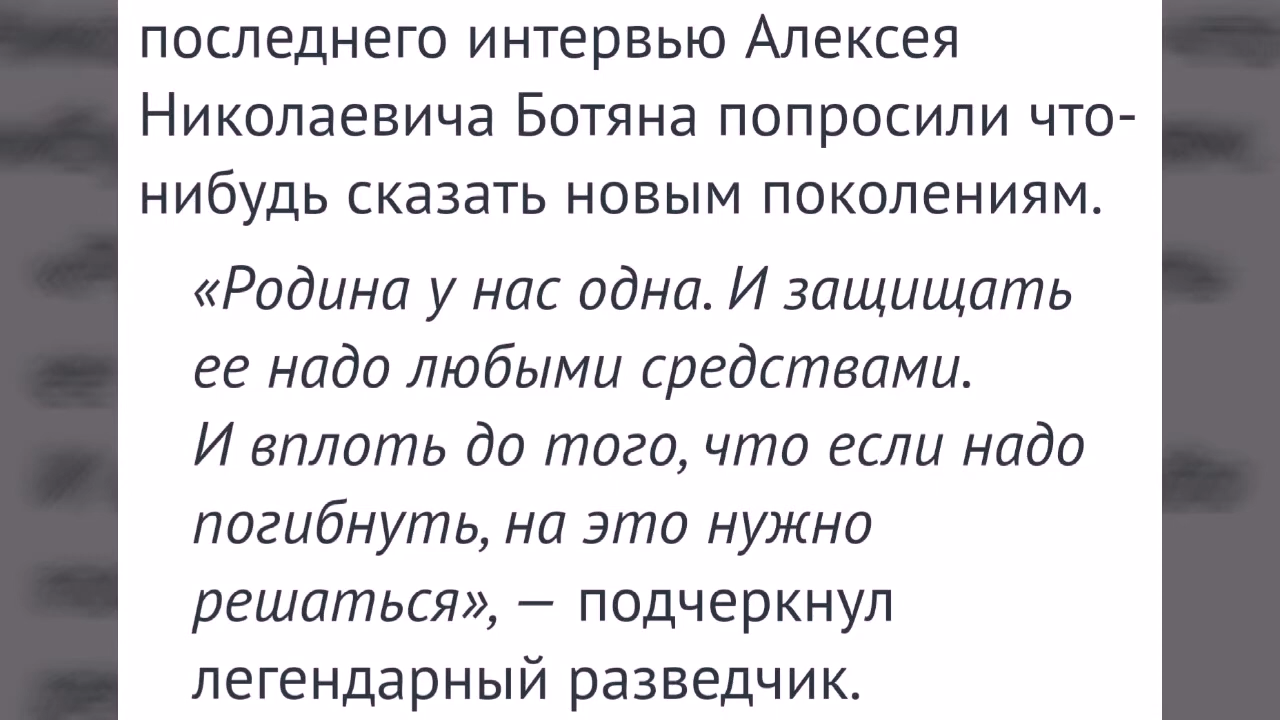 последнего интервью Алексея
Николаевича Ботяна попросили что-
нибудь сказать новым поколениям.
«Родина у нас одна. И защищать
ее надо любыми средствами.
И вплоть до того, что если надо
погибнуть, на это нужно
решаться», — подчеркнул
легендарный разведчик.